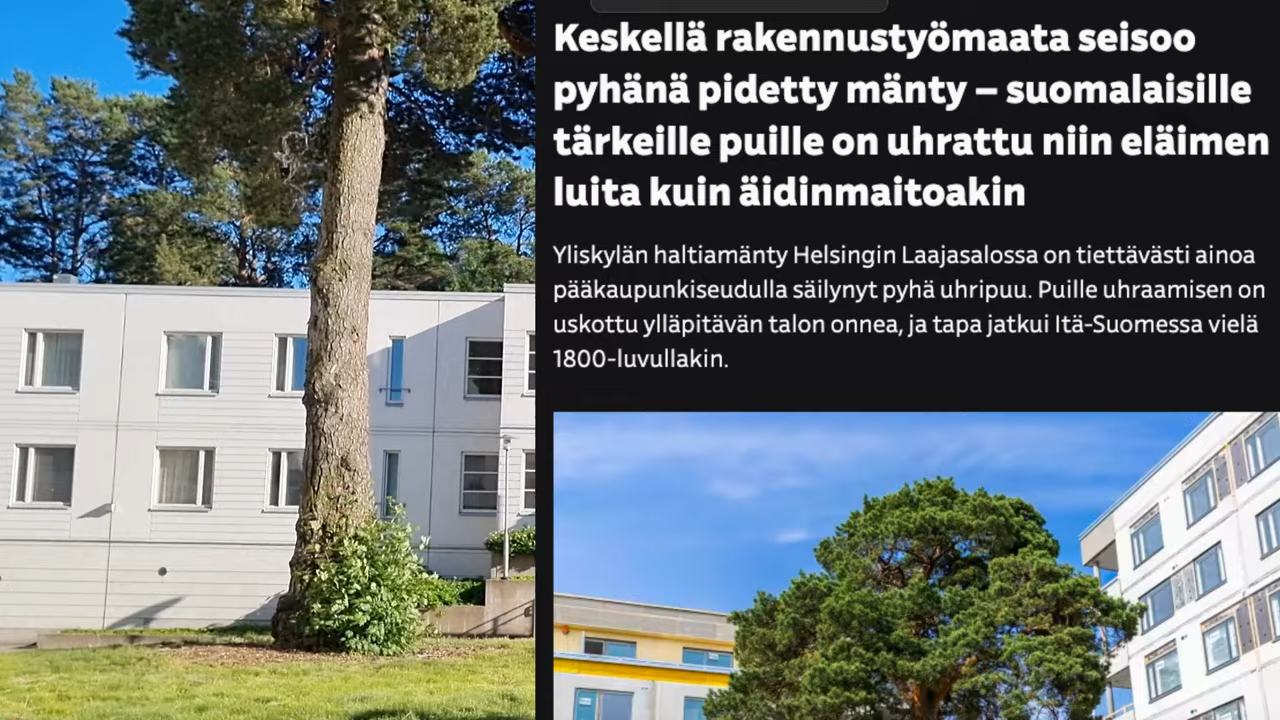 Keskellä rakennustyömaata seisoo
pyhänä pidetty mänty – suomalaisille
tärkeille puille on uhrattu niin eläimen
luita kuin äidinmaitoakin
Yliskylän haltiamänty Helsingin Laajasalossa on tiettävästi ainoa
pääkaupunkiseudulla säilynyt pyhä uhripuu. Puille uhraamisen on
uskottu ylläpitävän talon onnea, ja tapa jatkui Itä-Suomessa vielä
1800-luvullakin.